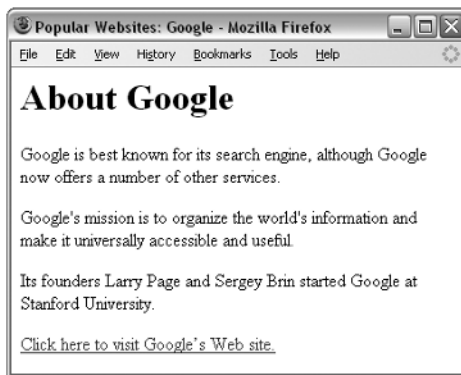 Popular Websites: Google - Mozilla Firefox
File Edit View History Bookmarks Tools Help
About Google
Google is best known for its search engine, although Google
now offers a number of other services.
Google's mission is to organize the world's information and
make it universally accessible and useful.
Its founders Larry Page and Sergey Brin started Google at
Stanford University.
Click here to visit Google's Web site.